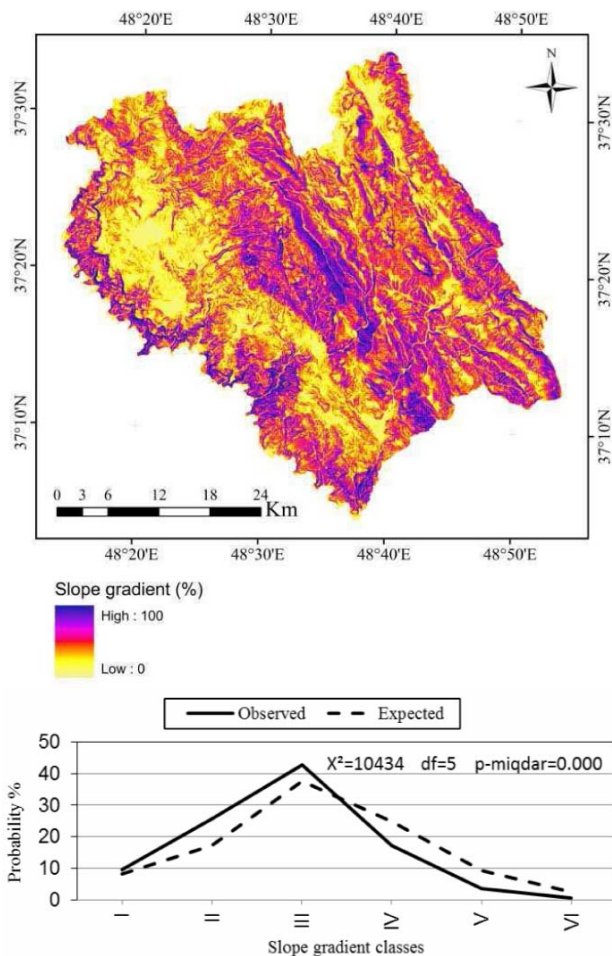 48°20'E 48°30'E 48°40'E 48°50'E
N
37°30'N 37°30'N
37°20'N 37°20'N
37°10'N 37°10'N
0 3 6 12 18 24 Km
48°20'E 48°30'E 48°40'E 48°50'E
Slope gradient (%)
High : 100
Low : 0
Observed Expected
X²=10434 df=5 p-miqdar=0.000
Probability %
50
40
30
20
10
0
I II III IV V VI
Slope gradient classes